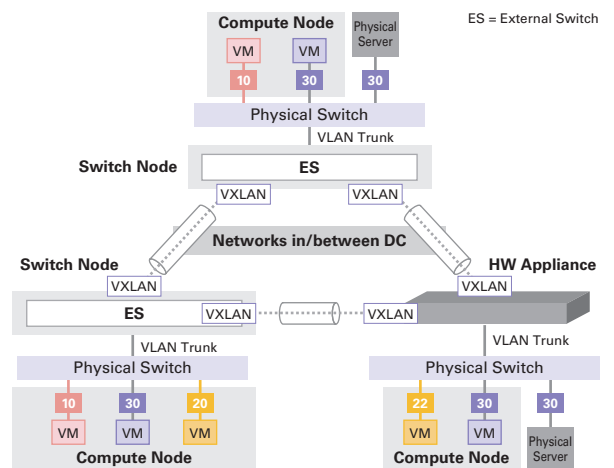 Compute Node
ES = External Switch
VM
VM
Physical
Server
10
30
30
Physical Switch
VLAN Trunk
Switch Node
ES
VXLAN
VXLAN
Networks in/between DC
Switch Node
HW Appliance
VXLAN
VXLAN
ES
VXLAN
VXLAN
VLAN Trunk
VLAN Trunk
Physical Switch
Physical Switch
10
30
20
22
30
30
VM
VM
VM
VM
VM
Physical
Server
Compute Node
Compute Node